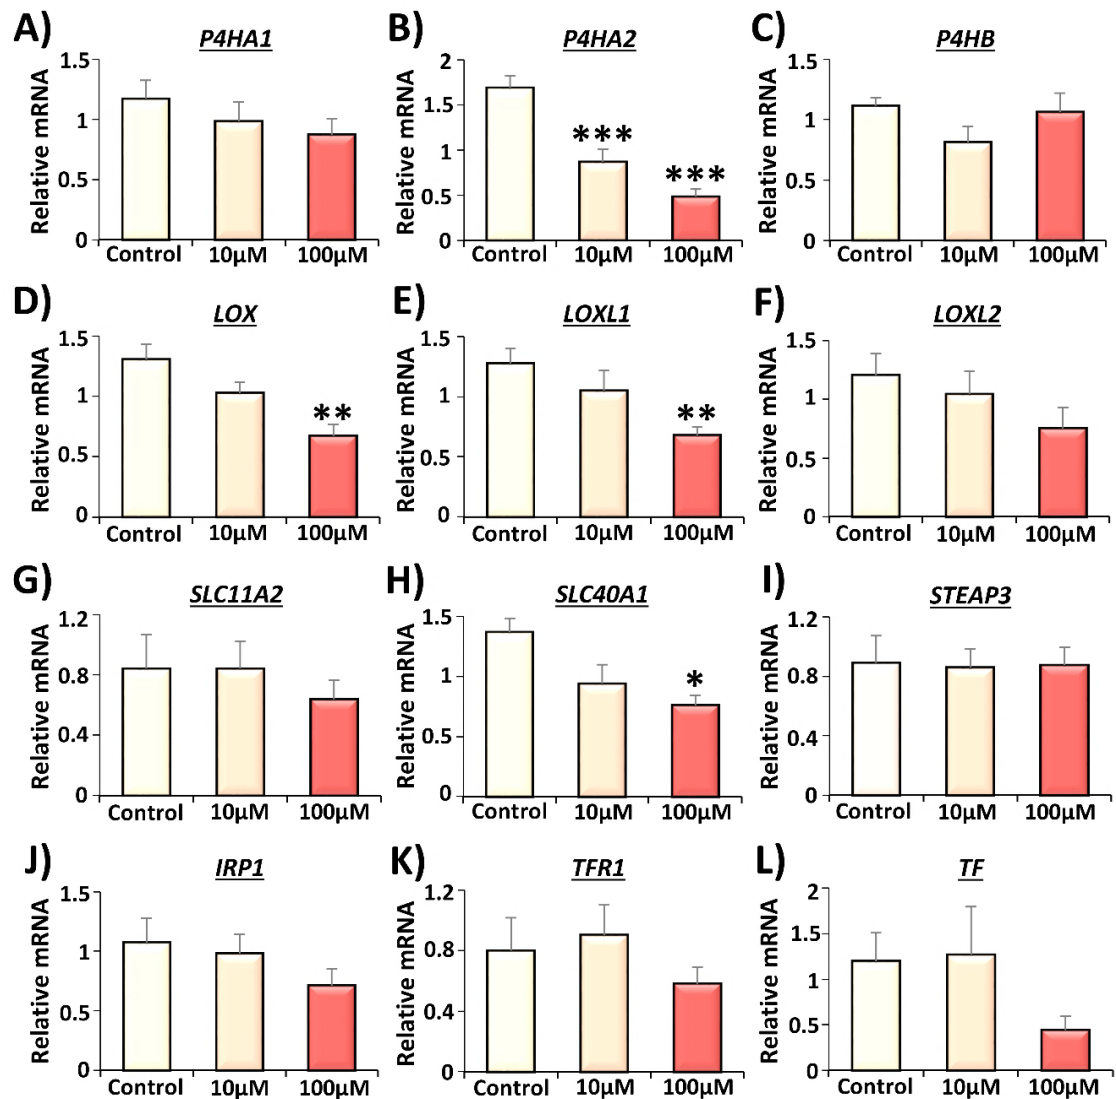 A) P4HA1
Relative mRNA
1.5
1
0.5
0
Control 10µM 100µM
B) P4HA2
Relative mRNA
2
1.5
1
0.5
0
***
***
Control 10µM 100µM
C) P4HB
Relative mRNA
1.5
1
0.5
0
Control 10µM 100µM
D) LOX
Relative mRNA
1.5
1
0.5
0
**
Control 10µM 100µM
E) LOXL1
Relative mRNA
1.5
1
0.5
0
**
Control 10µM 100µM
F) LOXL2
Relative mRNA
1.5
1
0.5
0
Control 10µM 100µM
G) SLC11A2
Relative mRNA
1.2
0.8
0.4
0
Control 10µM 100µM
H) SLC40A1
Relative mRNA
1.5
1
0.5
0
*
Control 10µM 100µM
I) STEAP3
Relative mRNA
1.2
0.8
0.4
0
Control 10µM 100µM
J) IRP1
Relative mRNA
1.5
1
0.5
0
Control 10µM 100µM
K) TFR1
Relative mRNA
1.2
0.8
0.4
0
Control 10µM 100µM
L) TF
Relative mRNA
2
1.5
1
0.5
0
Control 10µM 100µM